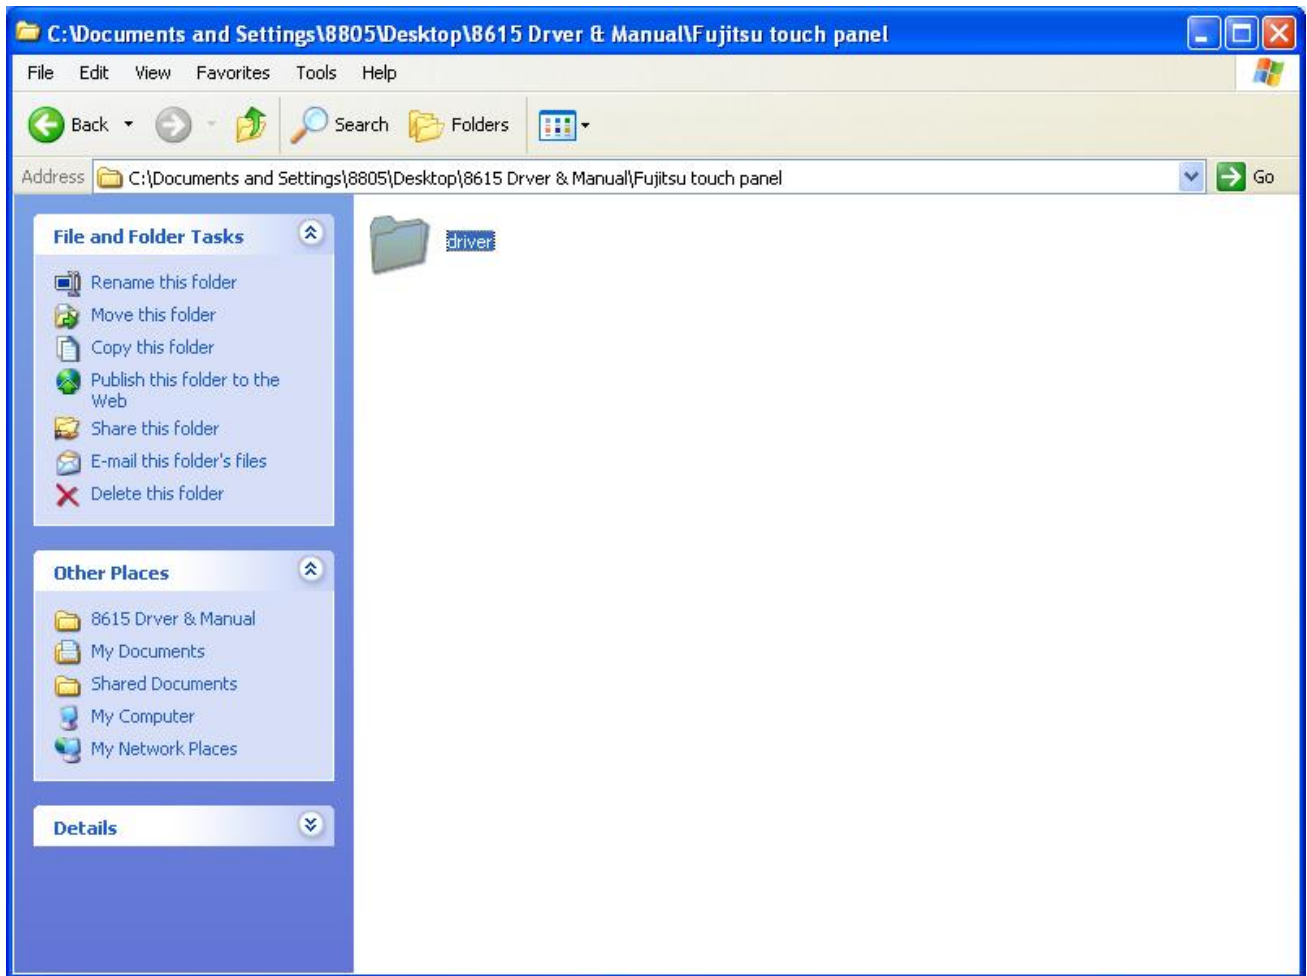 C:\Documents and Settings\8805\Desktop\8615 Drver & Manual\Fujitsu touch panel
File Edit View Favorites Tools Help
Back Search Folders
Address C:\Documents and Settings\8805\Desktop\8615 Drver & Manual\Fujitsu touch panel Go
File and Folder Tasks
Rename this folder
Move this folder
Copy this folder
Publish this folder to the
Web
Share this folder
E-mail this folder's files
Delete this folder
Other Places
8615 Drver & Manual
My Documents
Shared Documents
My Computer
My Network Places
Details
driver